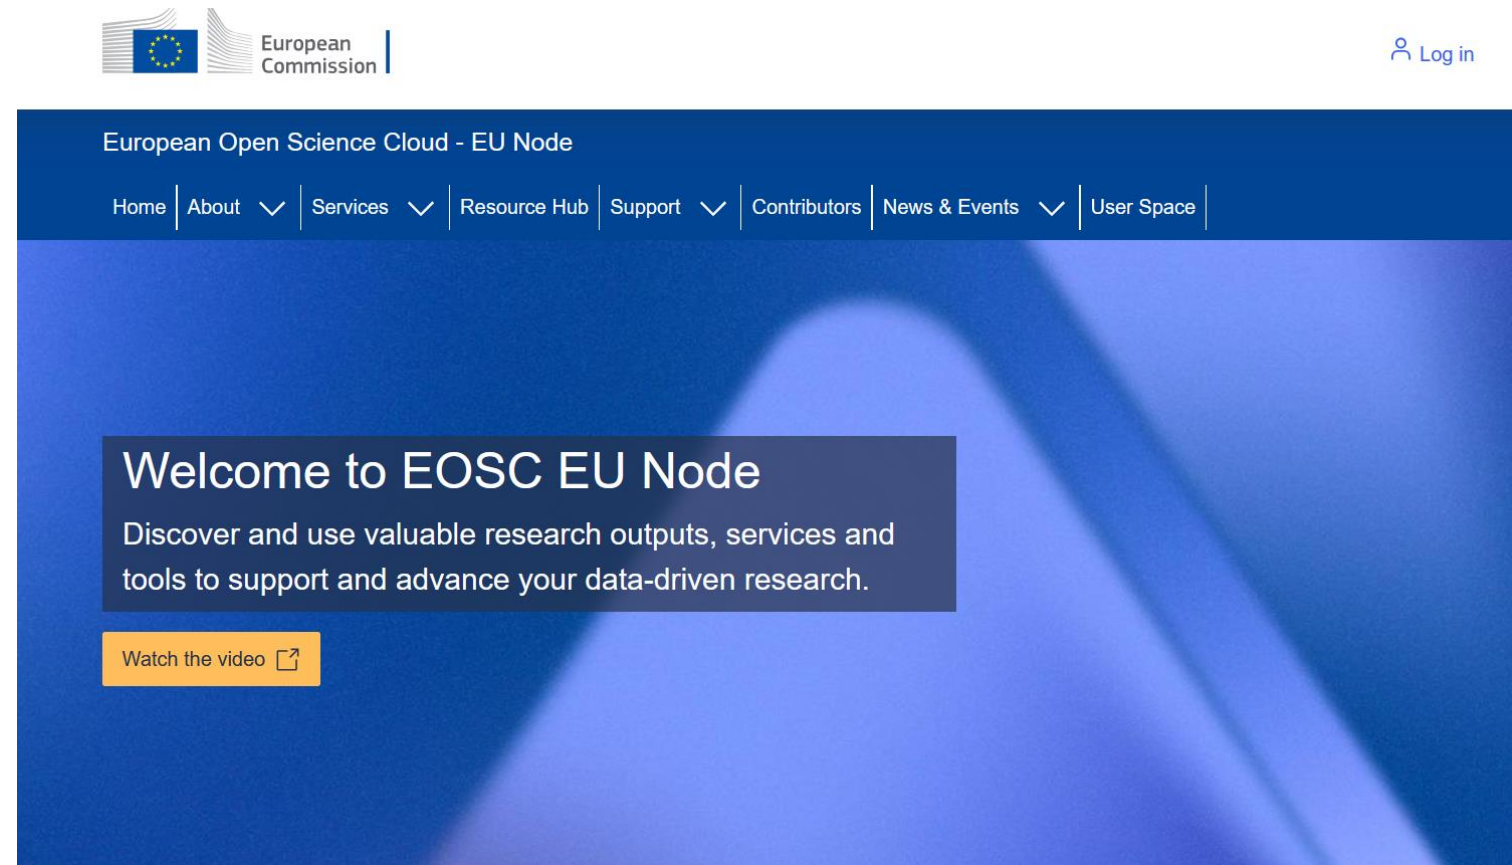 European
Commission
Log in
European Open Science Cloud - EU Node
Home About Services Resource Hub Support Contributors News & Events User Space
Welcome to EOSC EU Node
Discover and use valuable research outputs, services and
tools to support and advance your data-driven research.
Watch the video